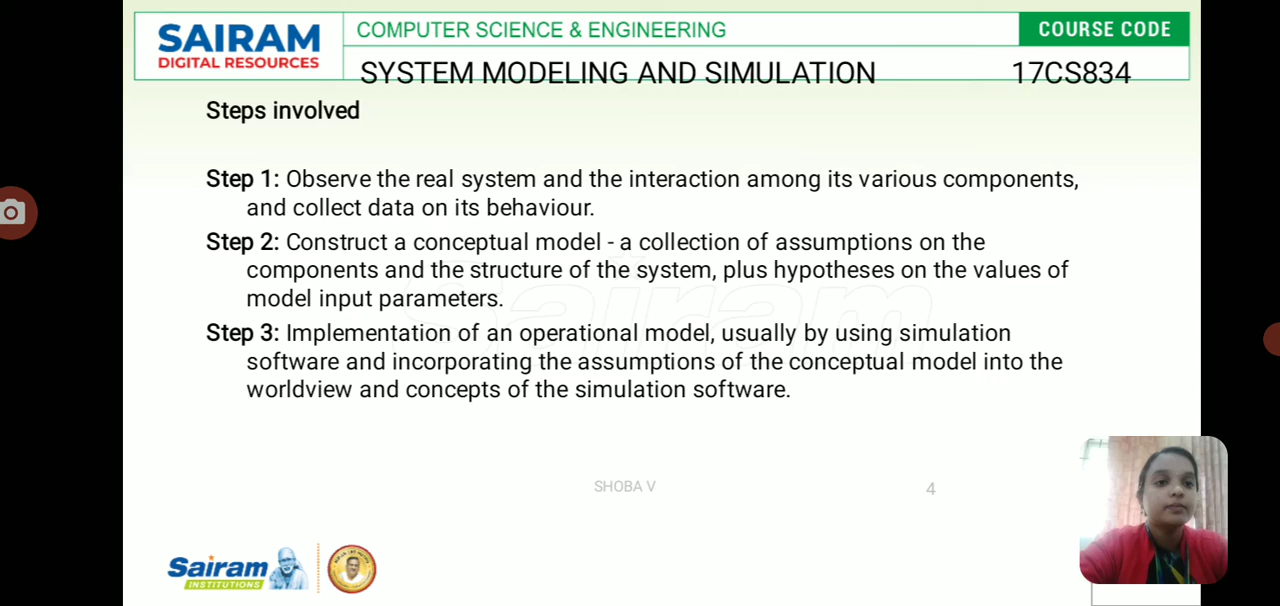 SAIRAM
DIGITAL RESOURCES
COMPUTER SCIENCE & ENGINEERING
COURSE CODE
SYSTEM MODELING AND SIMULATION
17CS834
Steps involved
Step 1: Observe the real system and the interaction among its various components,
and collect data on its behaviour.
Step 2: Construct a conceptual model - a collection of assumptions on the
components and the structure of the system, plus hypotheses on the values of
model input parameters.
Step 3: Implementation of an operational model, usually by using simulation
software and incorporating the assumptions of the conceptual model into the
worldview and concepts of the simulation software.
Sairam
SHOBA V
4
Sairam
INSTITUTIONS